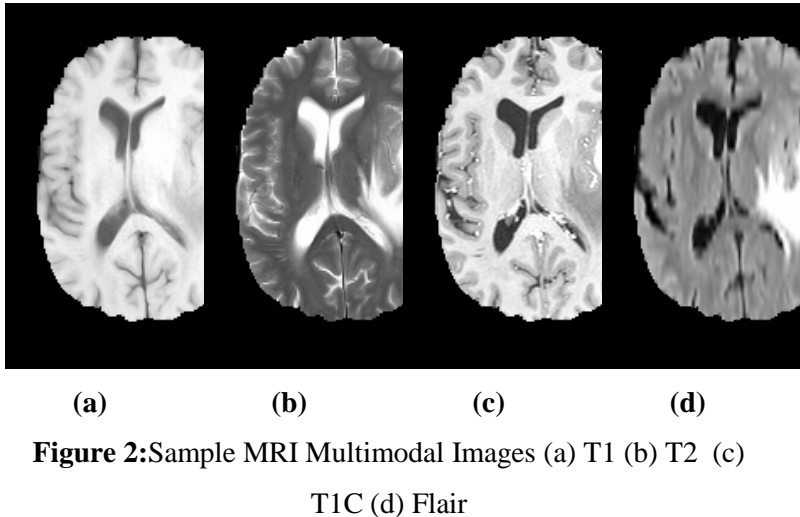 (a) (b) (c) (d)
Figure 2:Sample MRI Multimodal Images (a) T1 (b) T2 (c)
T1C (d) Flair